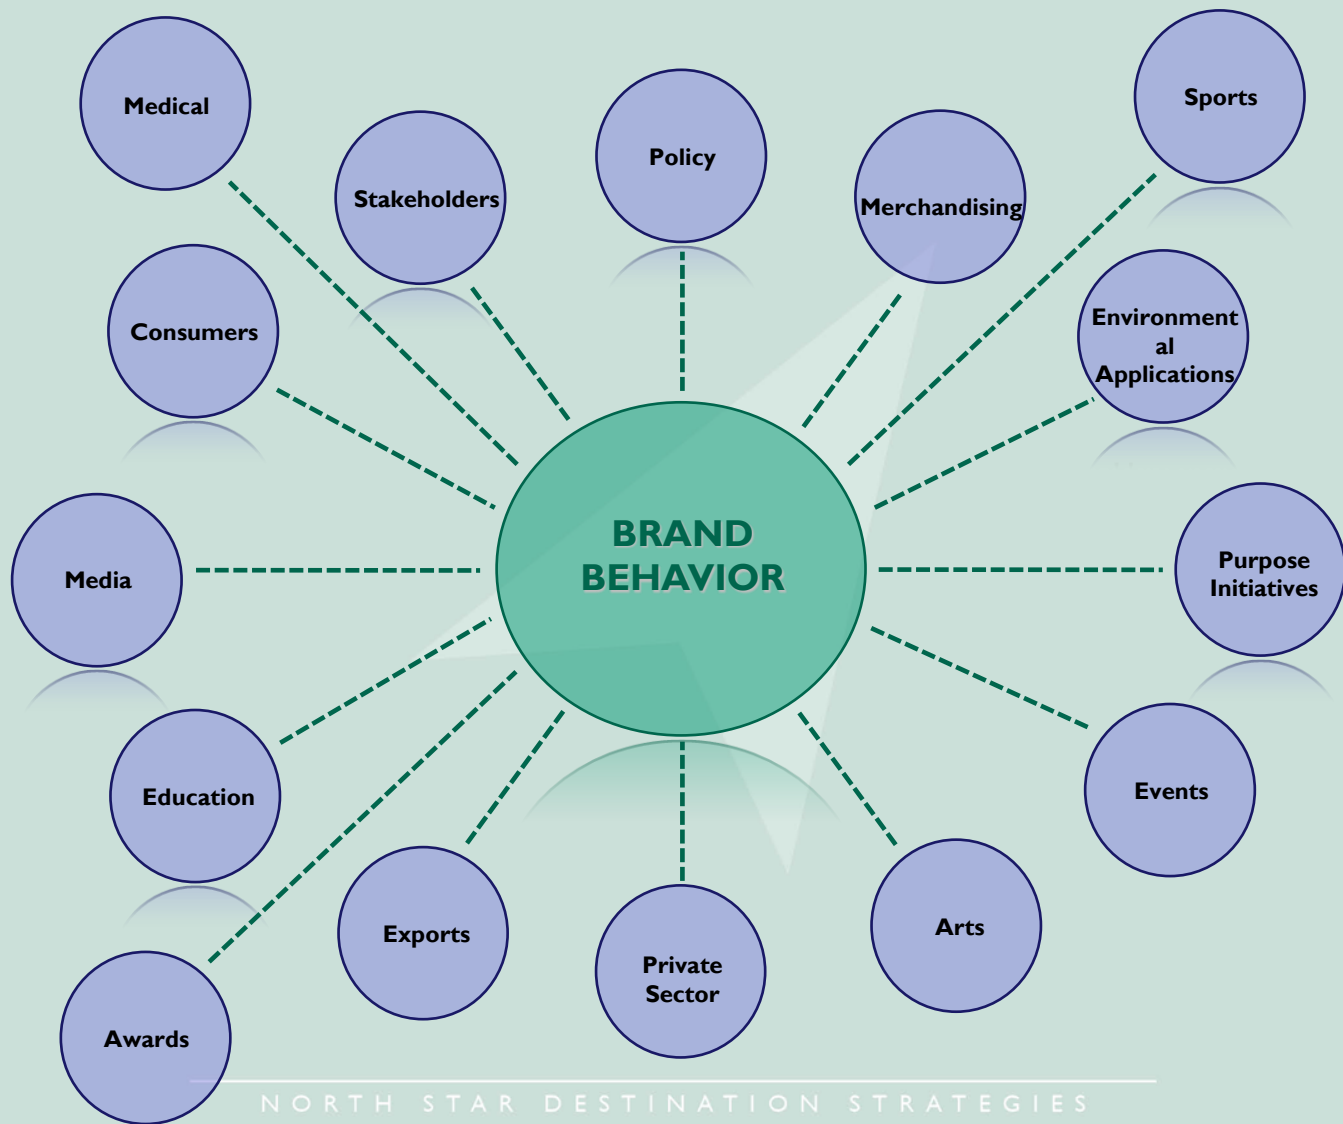 Medical
Stakeholders
Policy
Merchandising
Sports
Consumers
Environment
al
Applications
BRAND
BEHAVIOR
Media
Purpose
Initiatives
Education
Events
Exports
Private
Sector
Arts
Awards
NORTH STAR DESTINATION STRATEGIES